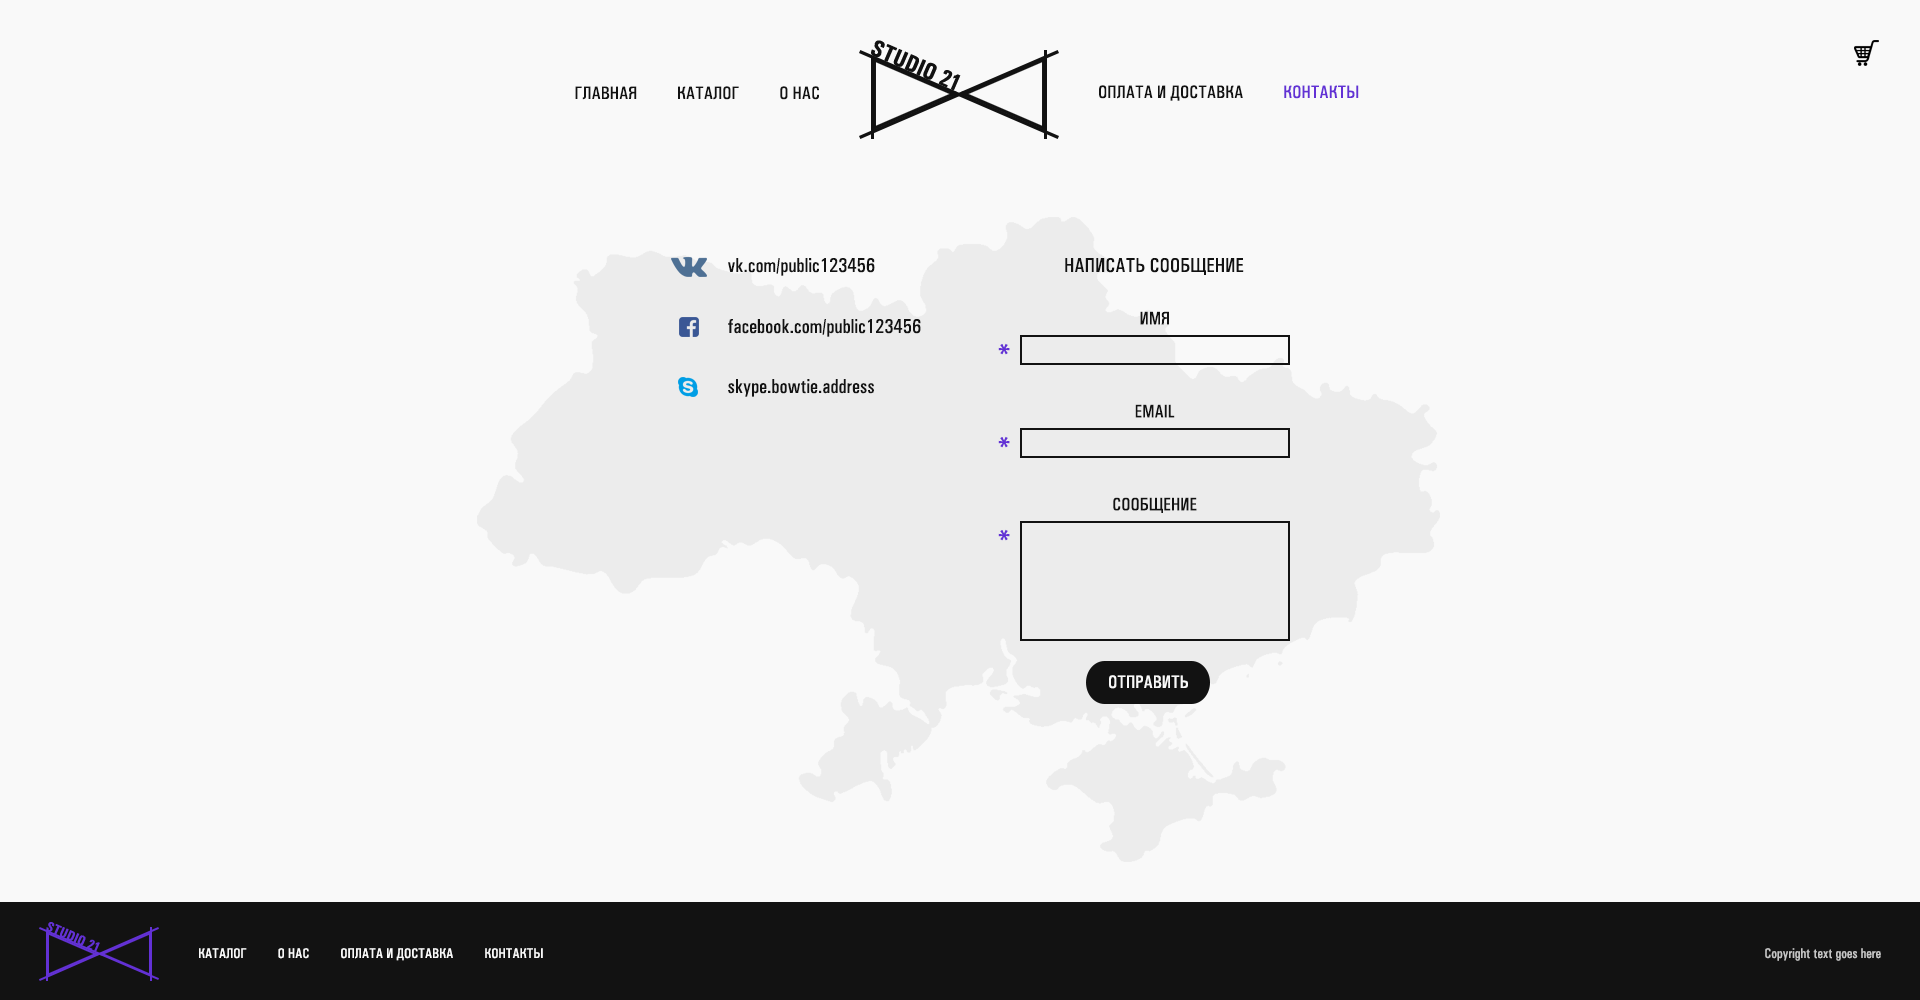 ГЛАВНАЯ
КАТАЛОГ
О НАС
STUDIO 21
ОПЛАТА И ДОСТАВКА
КОНТАКТЫ
vk.com/public123456
facebook.com/public123456
skype.bowtie.address
НАПИСАТЬ СООБЩЕНИЕ
ИМЯ
*
EMAIL
*
СООБЩЕНИЕ
*
ОТПРАВИТЬ
STUDIO 21
КАТАЛОГ
О НАС
ОПЛАТА И ДОСТАВКА
КОНТАКТЫ
Copyright text goes here